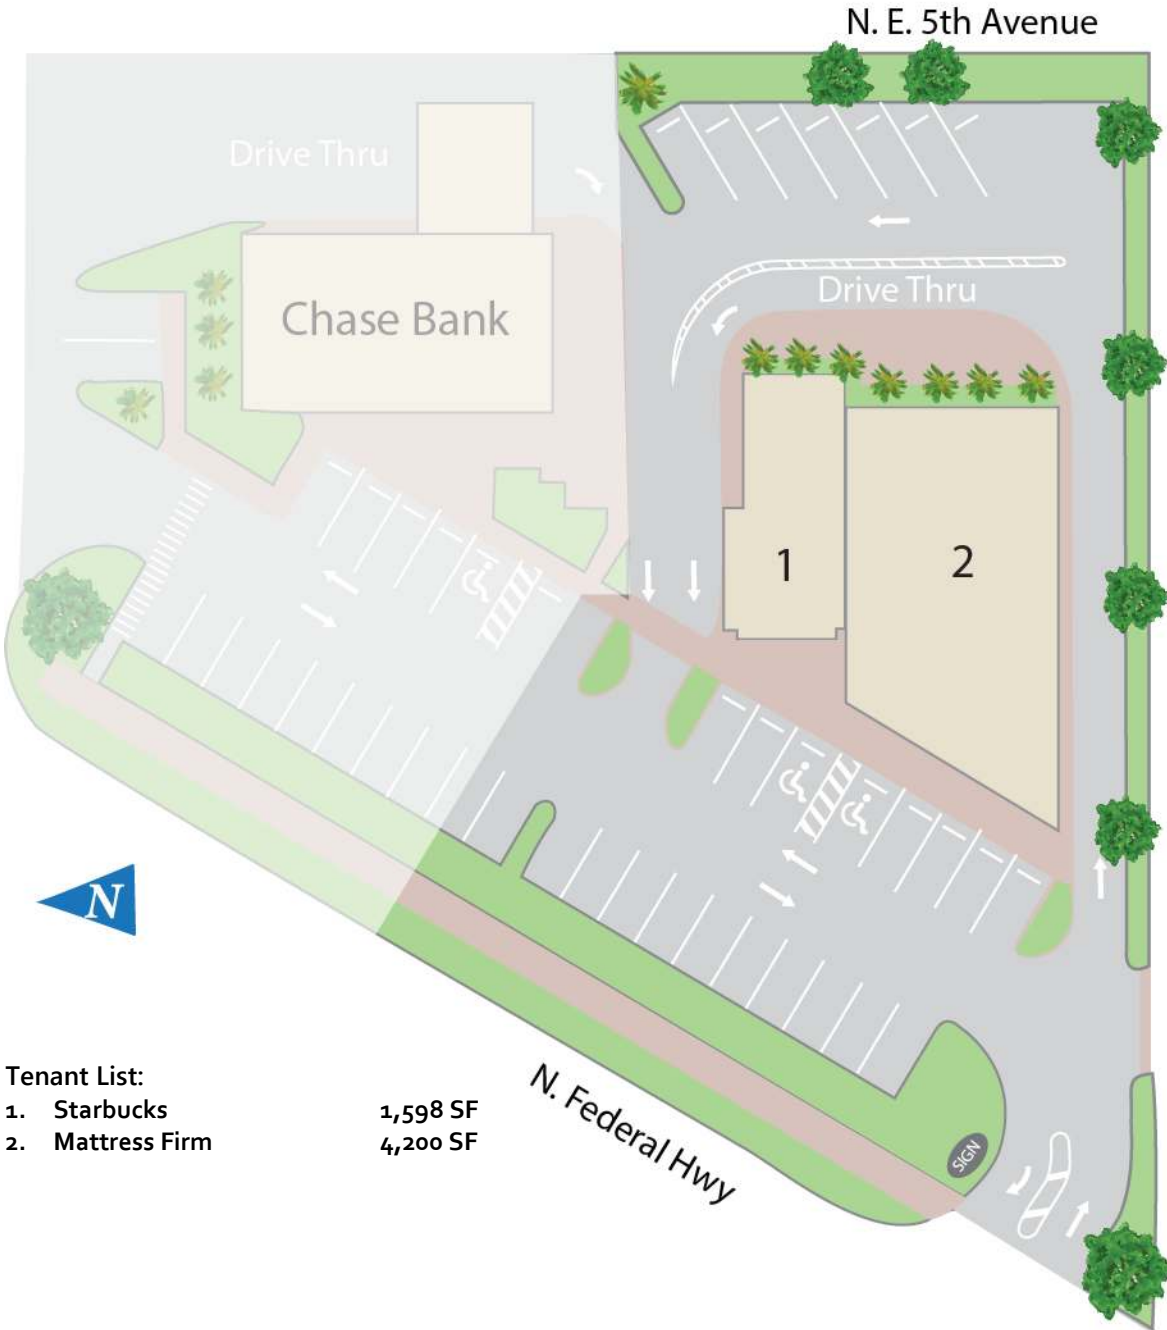 N. E. 5th Avenue
Drive Thru
Chase Bank
Drive Thru
1
2
N
Tenant List:
1. Starbucks 1,598 SF
2. Mattress Firm 4,200 SF
N. Federal Hwy
SIGN